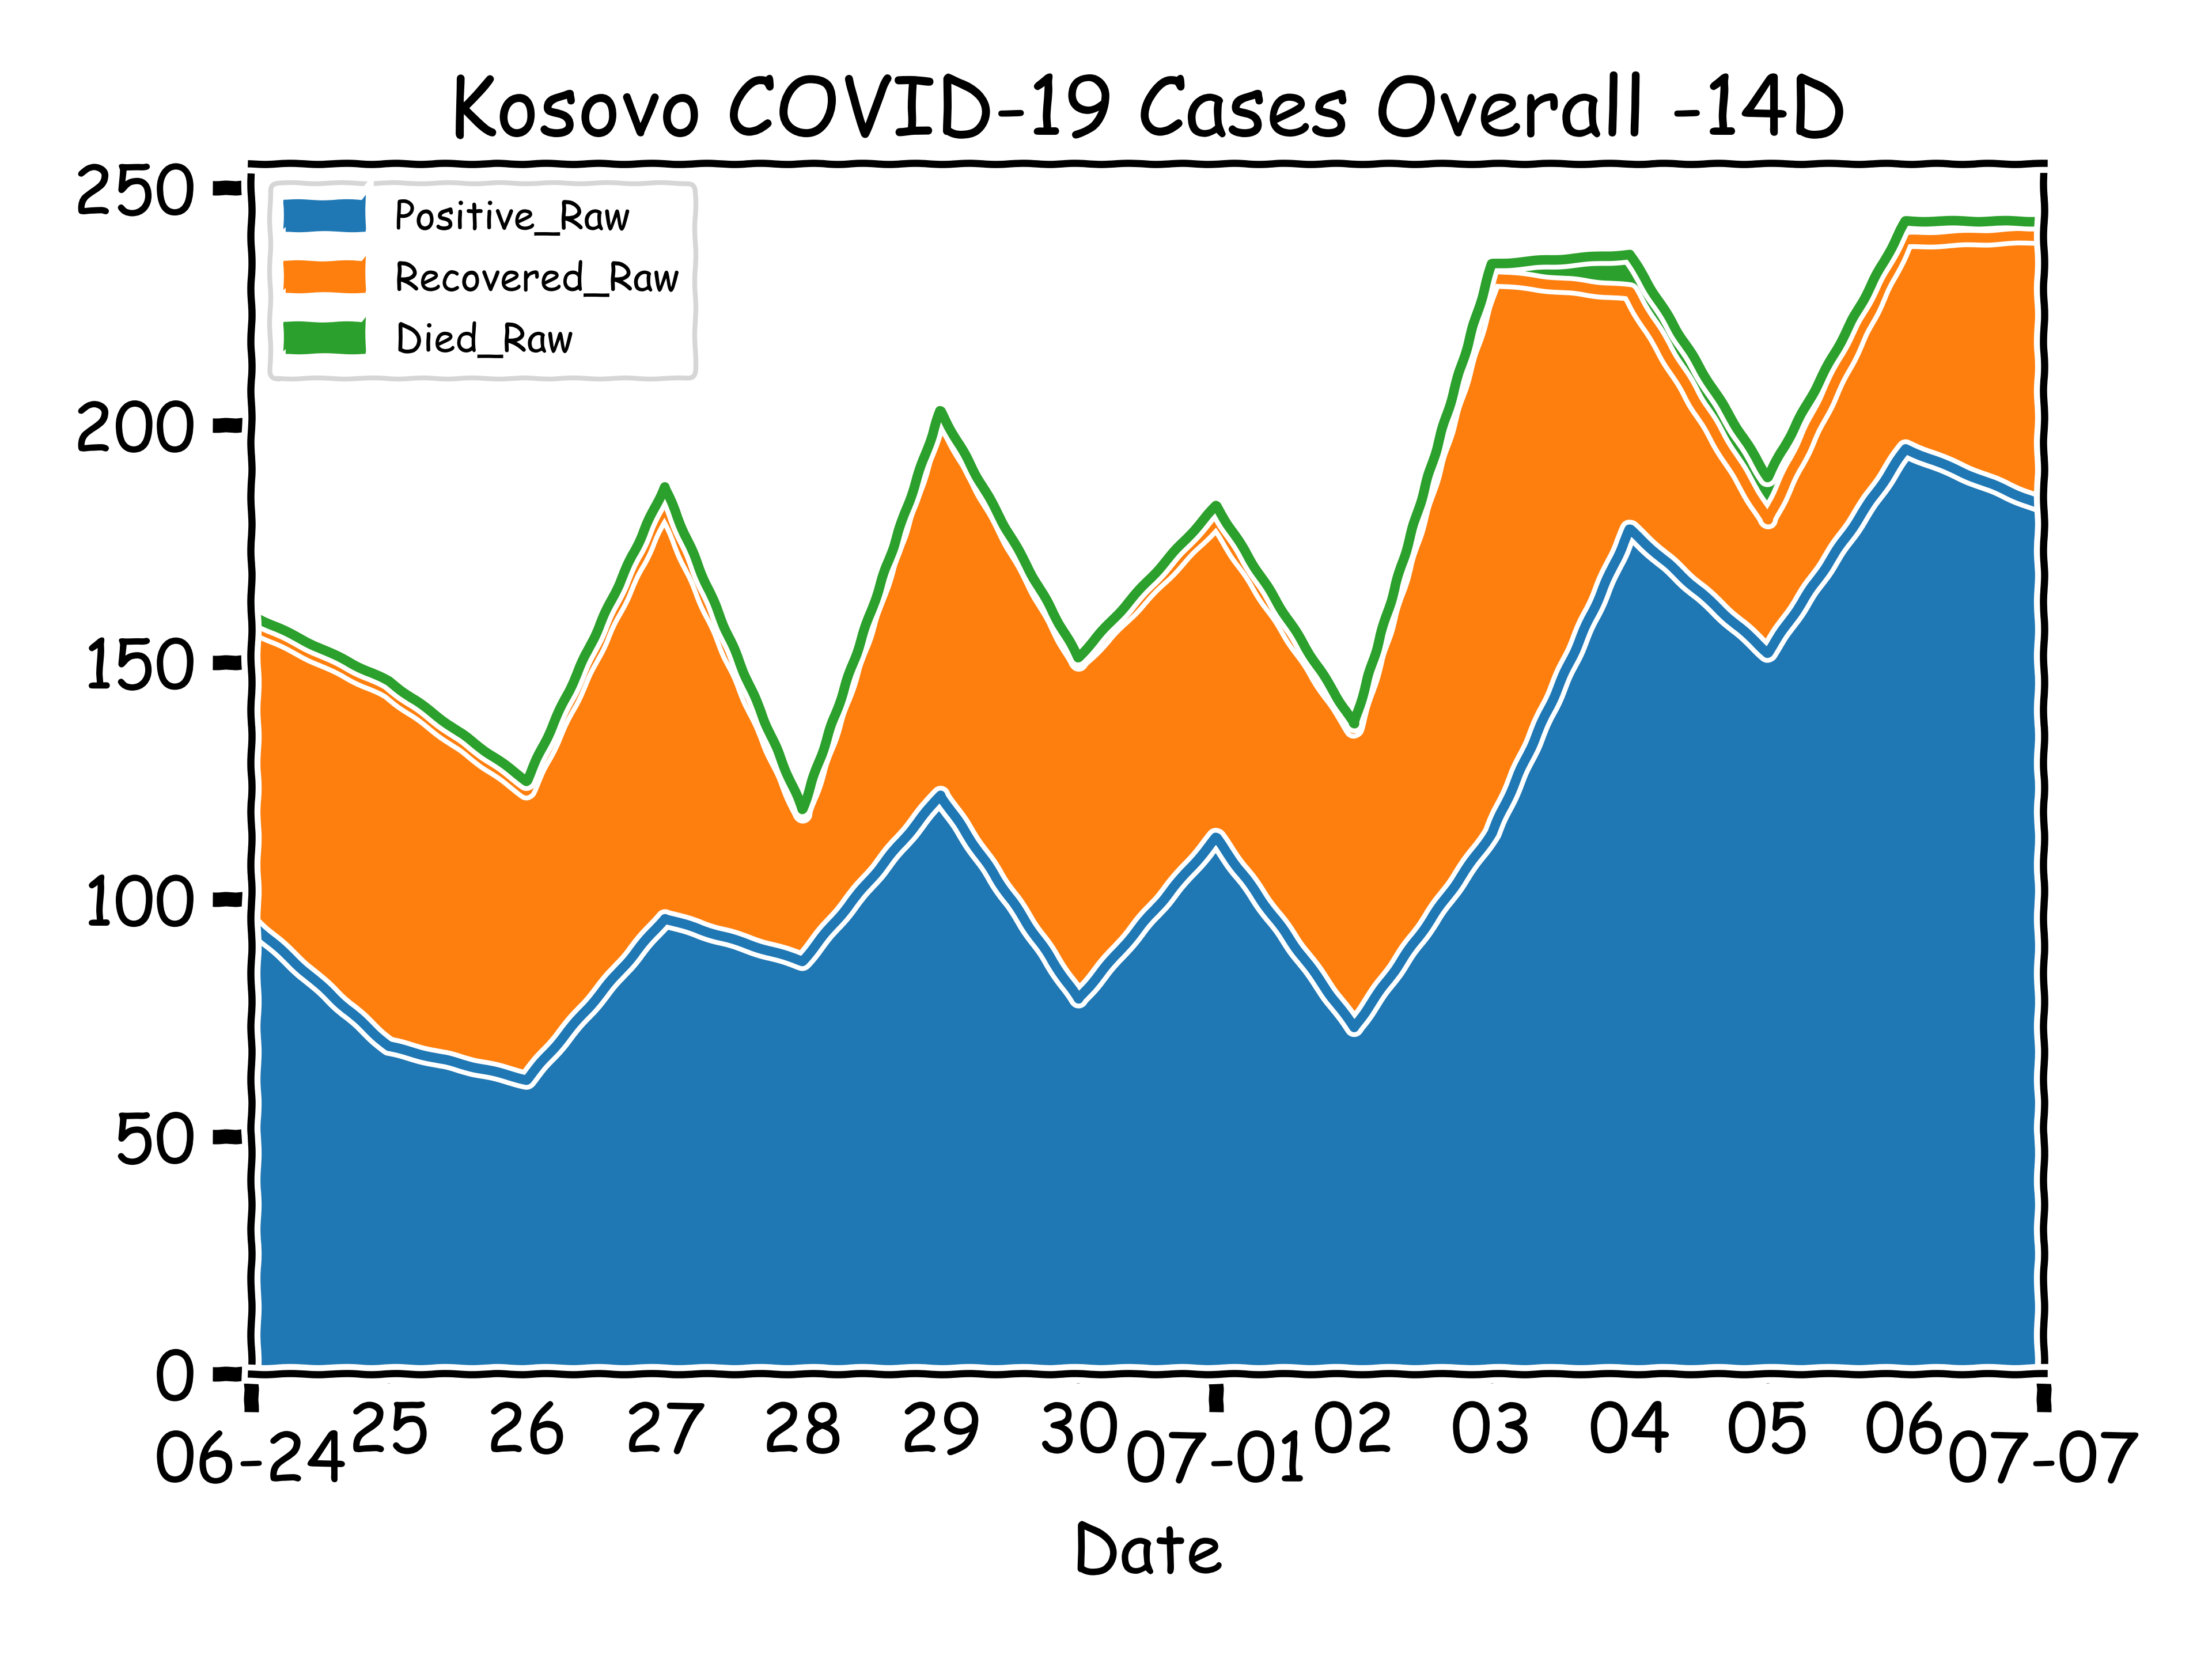 Kosovo COVID-19 Cases Overall -14D
250
200
150
100
50
0
Positive_Raw
Recovered_Raw
Died_Raw
06-24 25 26 27 28 29 30 07-01 02 03 04 05 06 07-07
Date